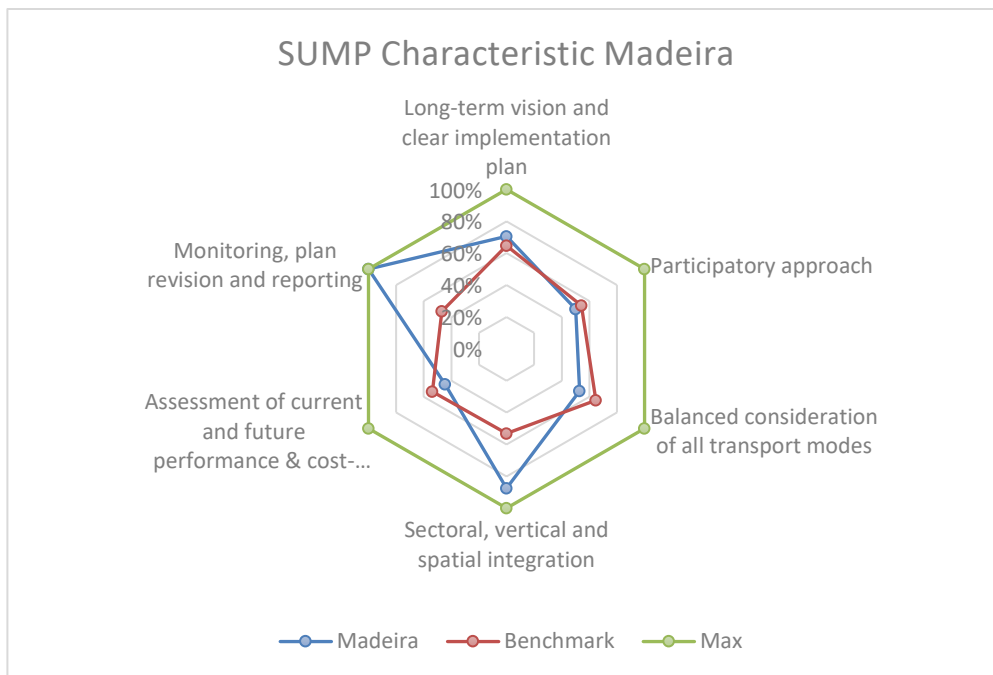 SUMP Characteristic Madeira
Long-term vision and
clear implementation
plan
100%
80%
60%
40%
20%
0%
Participatory approach
Balanced consideration
of all transport modes
Sectoral, vertical and
spatial integration
Assessment of current
and future
performance & cost-...
Monitoring, plan
revision and reporting
Madeira
Benchmark
Max